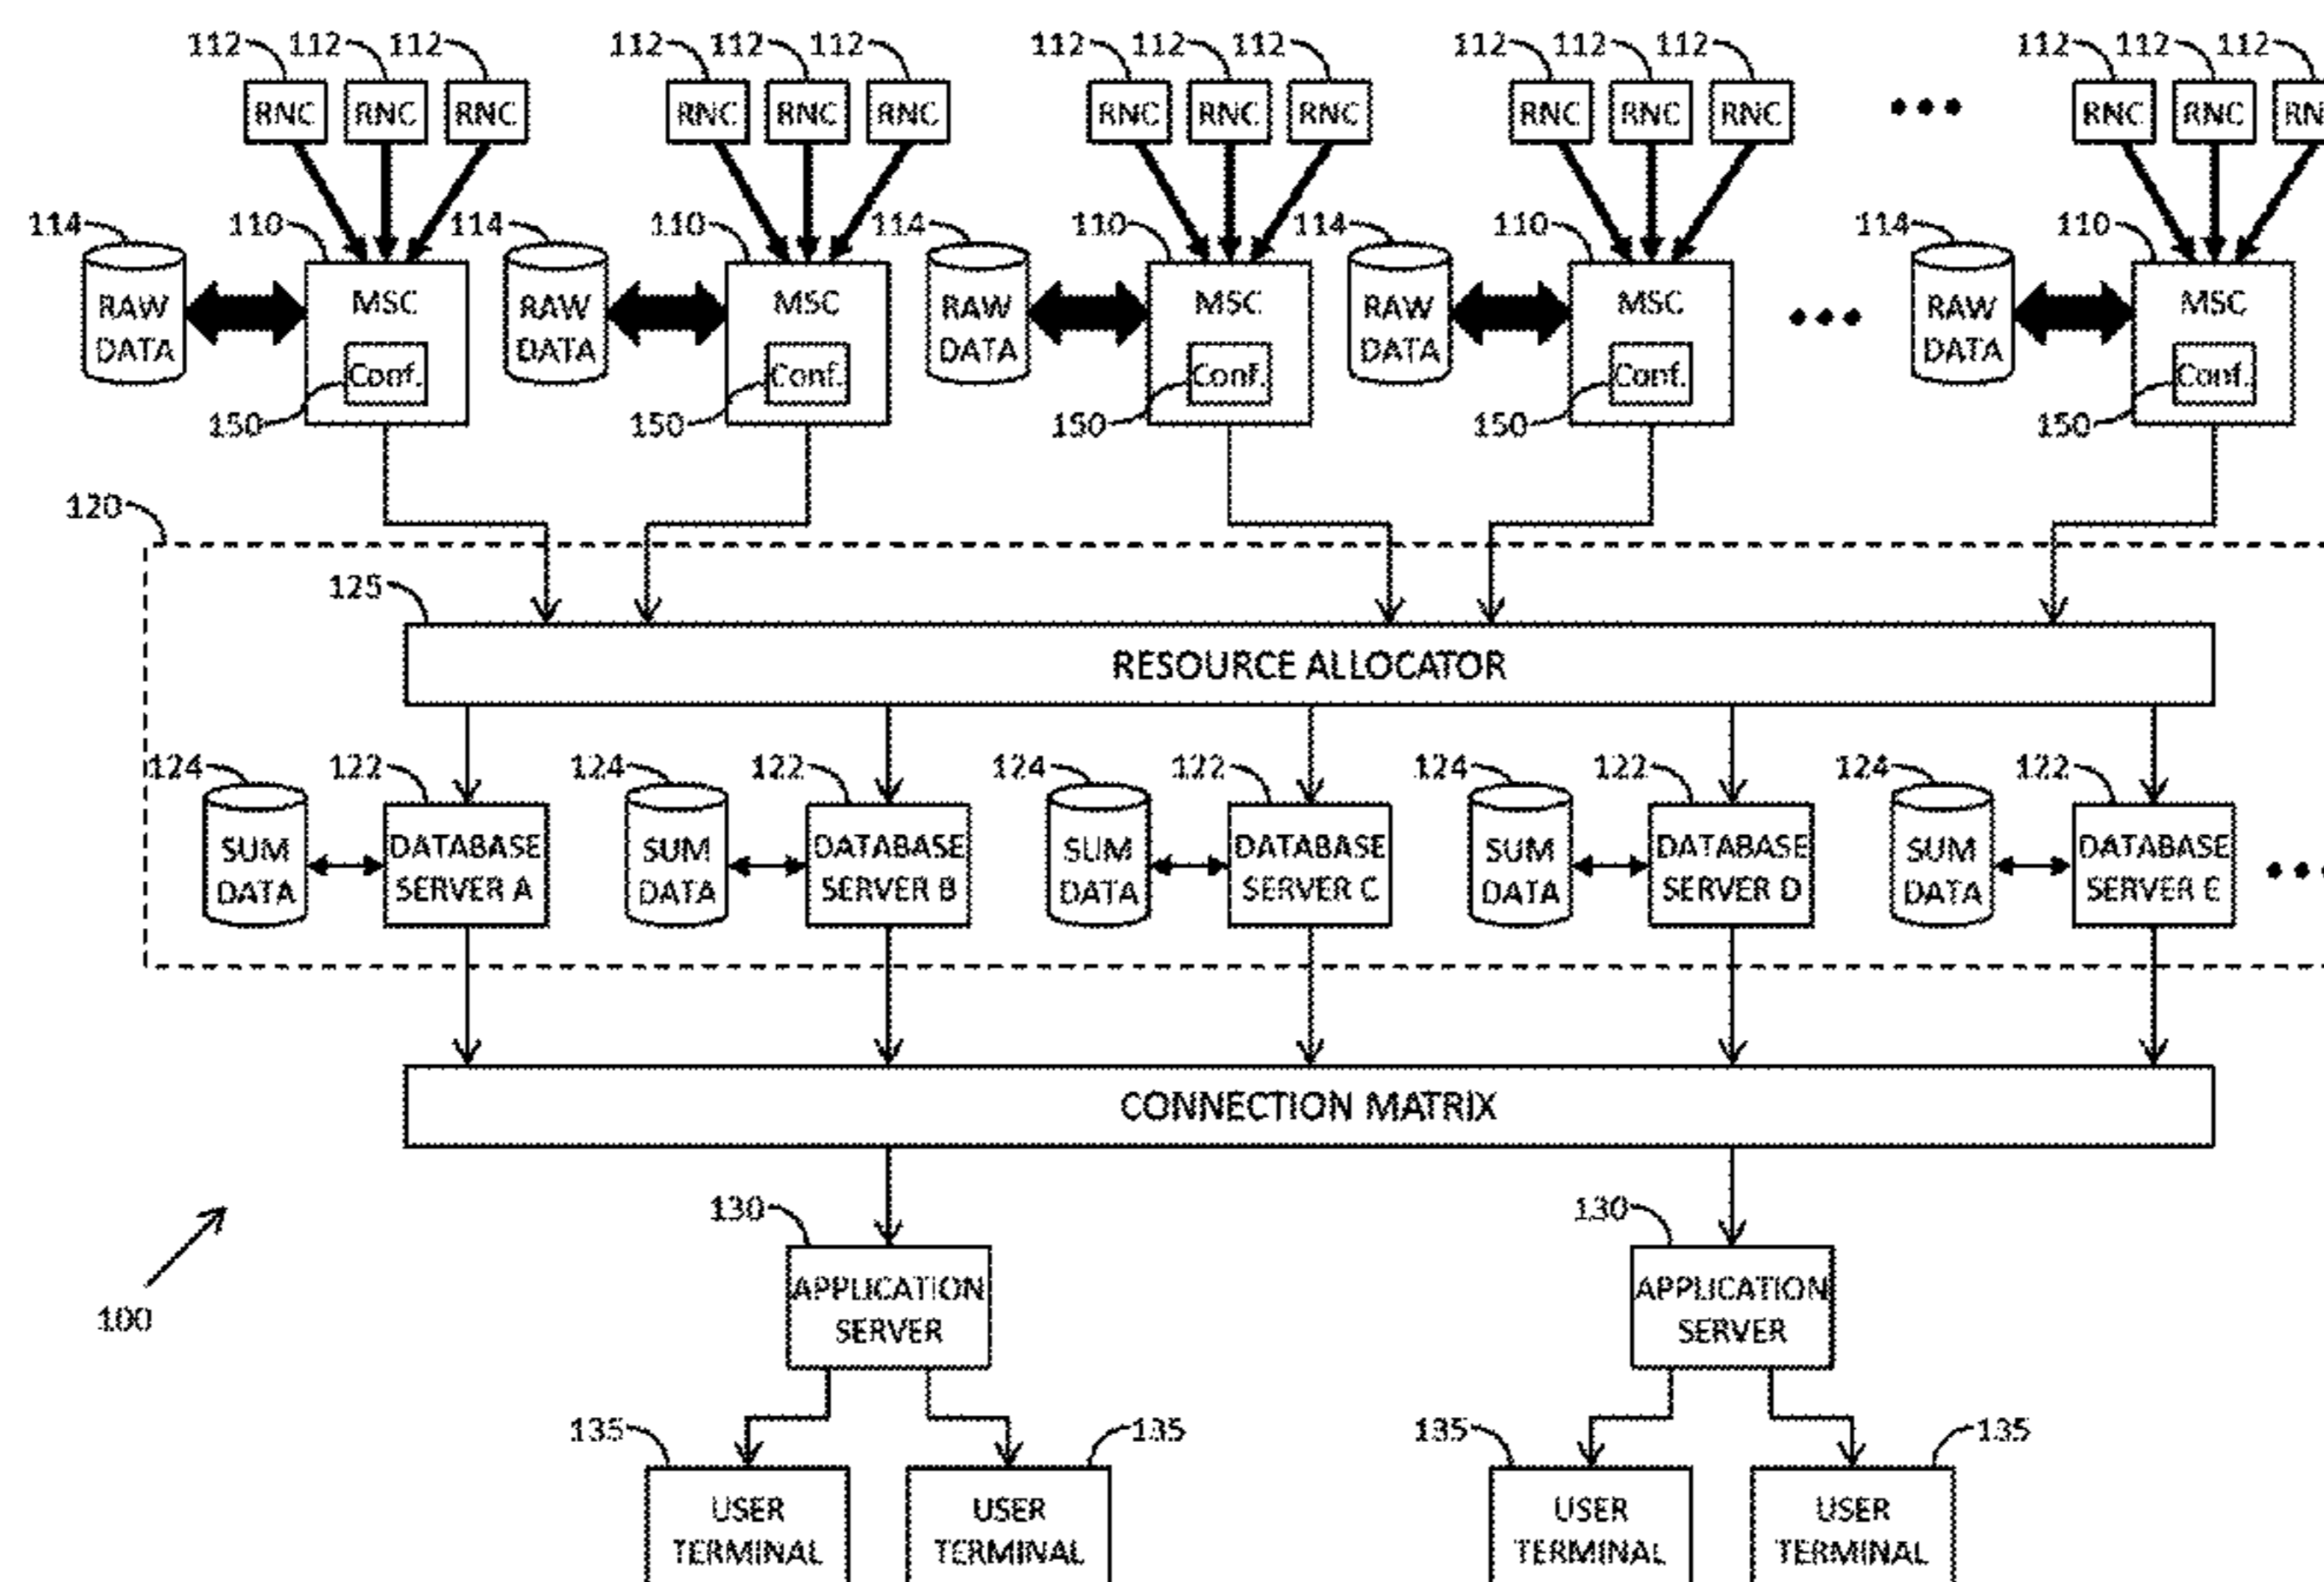 112 112 112 112 112 112 112 112 112 112 112 112 112 112 112
RNC RNC RNC RNC RNC RNC RNC RNC RNC RNC RNC RNC RNC RNC RN
114 110 114 110 114 110 114 110 114 110
RAW DATA MSC RAW DATA MSC RAW DATA MSC RAW DATA MSC RAW DATA MSC
Conf. Conf. Conf. Conf. Conf.
150 150 150 150 150
120
125
RESOURCE ALLOCATOR
124 122 124 122 124 122 124 122 124 122
SUM DATABASE SUM DATABASE SUM DATABASE SUM DATABASE SUM DATABASE
DATA SERVER A DATA SERVER B DATA SERVER C DATA SERVER D DATA SERVER E
CONNECTION MATRIX
130 130
APPLICATION APPLICATION
100 SERVER SERVER
135 135 135 135
USER USER USER USER
TERMINAL TERMINAL TERMINAL TERMINAL